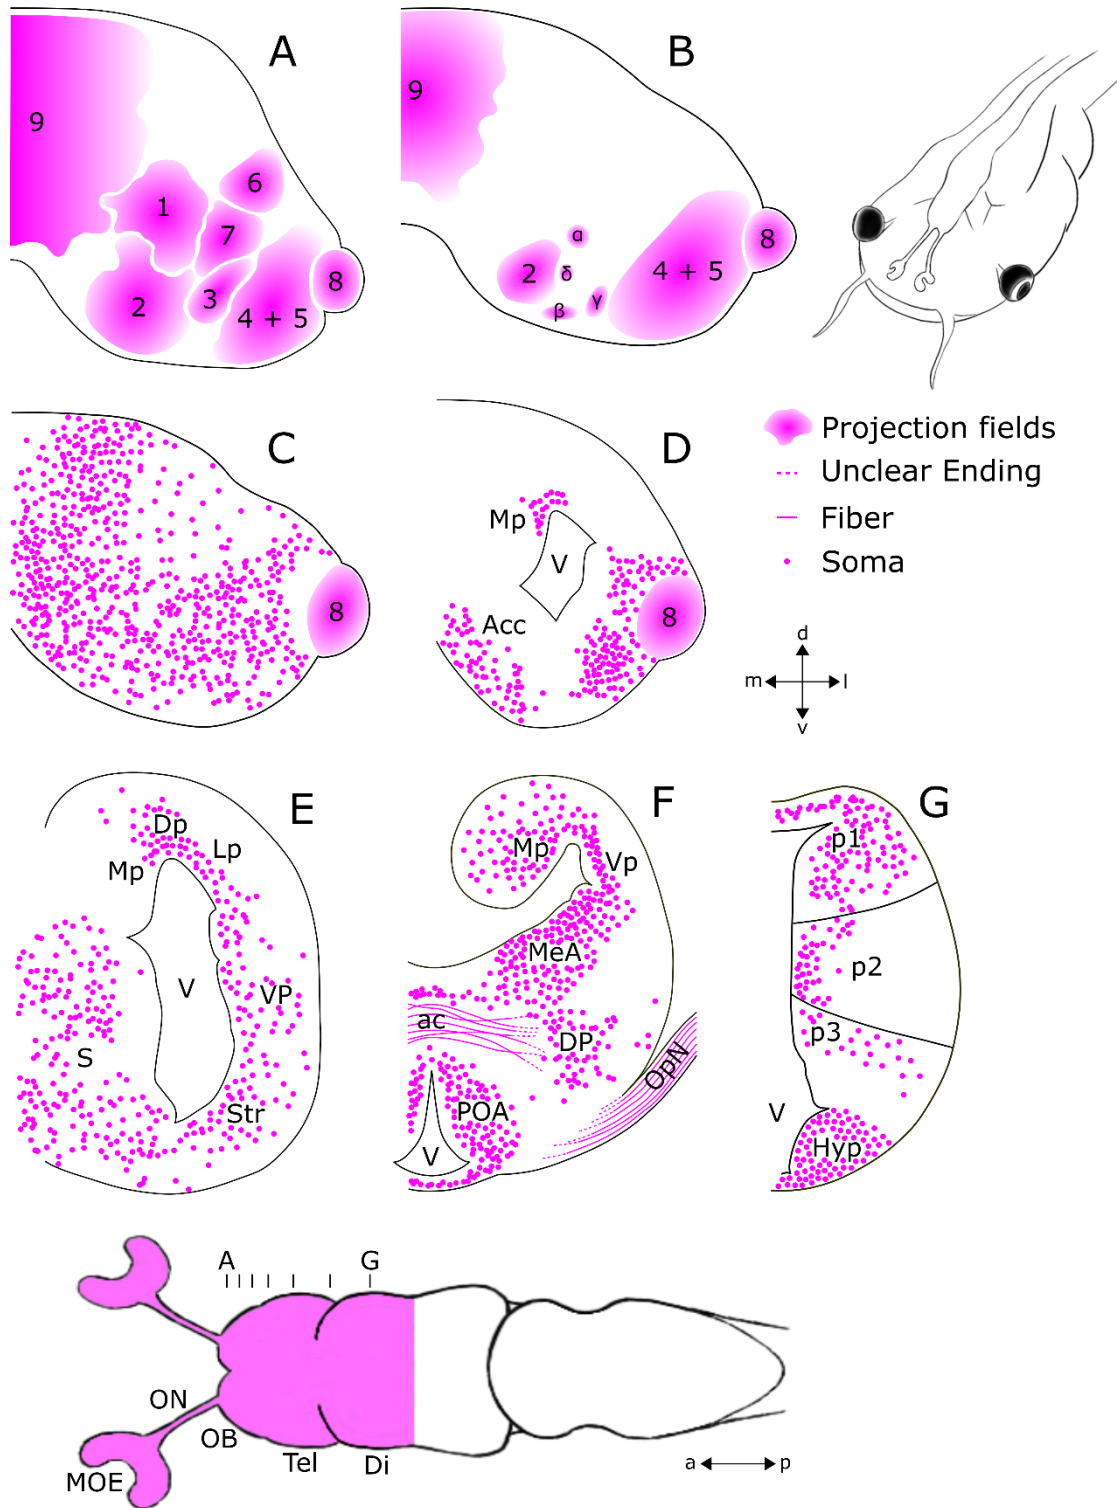 A
9
6
1
7
8
2
3
4 + 5
B
9
α
8
2
δ
4 + 5
γ
β
Projection fields
Unclear Ending
Fiber
Soma
C
8
D
Mp
V
8
Acc
d
m
l
v
E
Dp
Lp
Mp
V
VP
S
Str
F
Mp
Vp
MeA
ac
DP
OpN
POA
V
G
p1
p2
p3
V
Hyp
A
G
ON
OB
Tel
Di
MOE
a
p